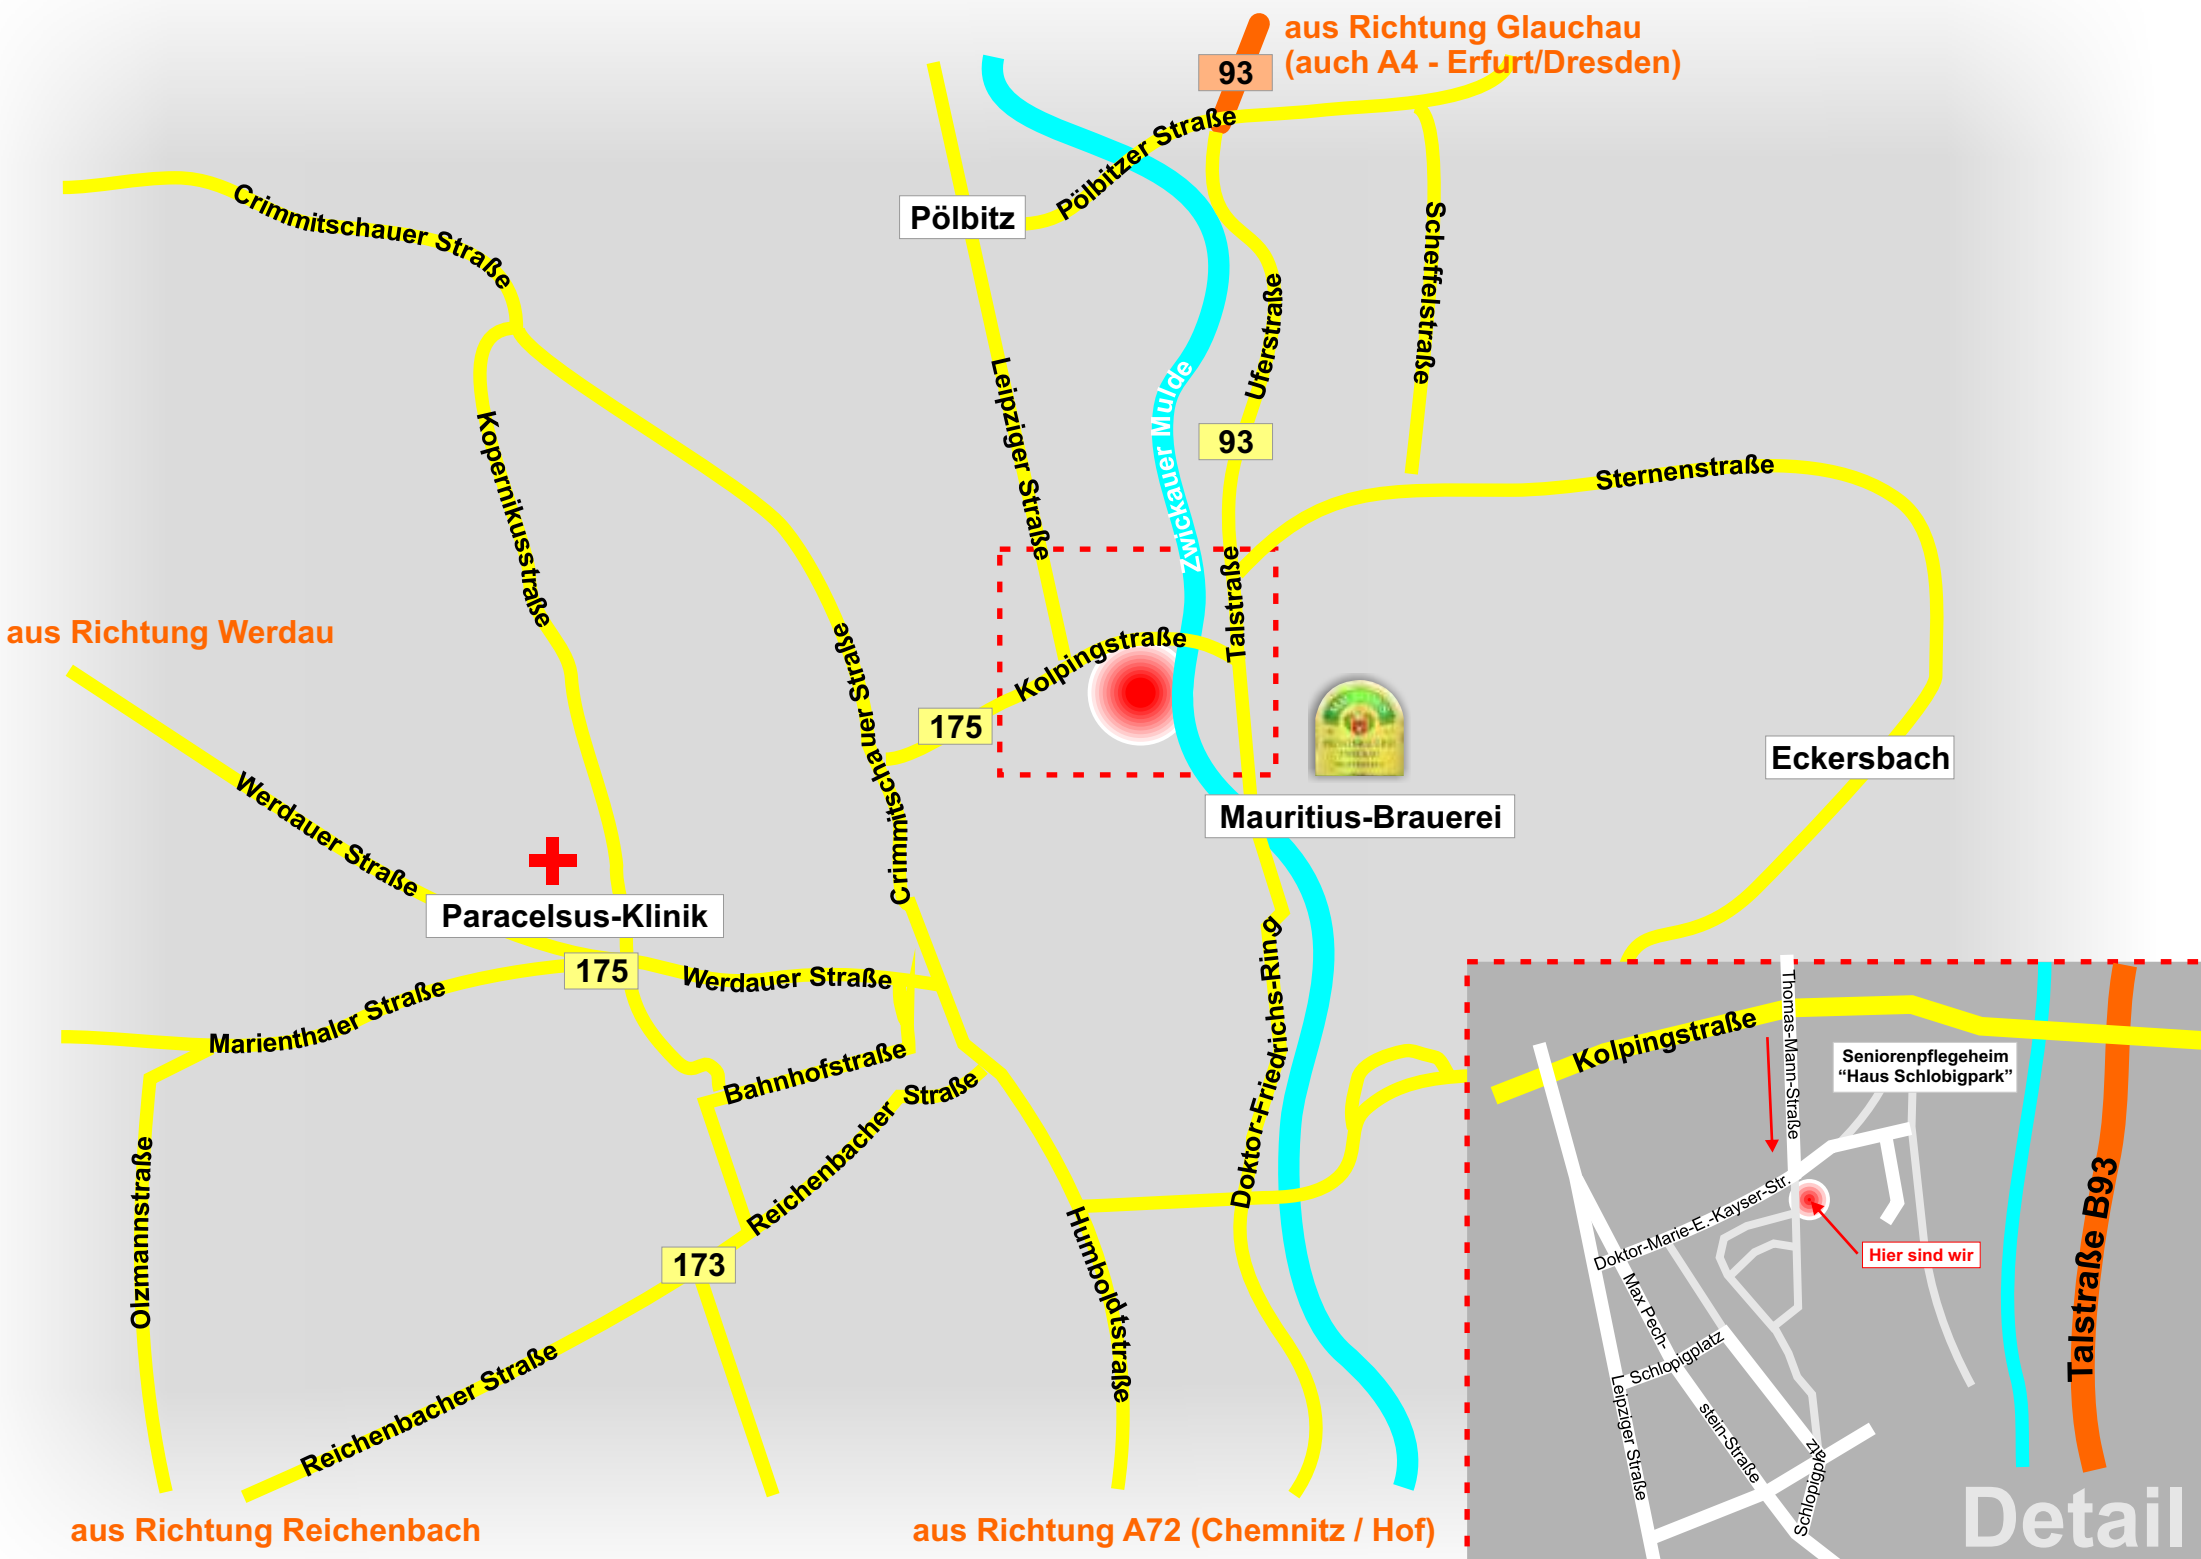 aus Richtung Glauchau
(auch A4 - Erfurt/Dresden)
93
Pölbitzer Straße
Crimmitschauer Straße
Pölbitz
Scheffelstraße
Uferstraße
Leipziger Straße
Zwickauer Mulde
Kopernikusstraße
93
Sternenstraße
Talstraße
aus Richtung Werdau
Crimmitschauer Straße
Kolpingstraße
175
Eckersbach
Werdauer Straße
Mauritius-Brauerei
Paracelsus-Klinik
175
Werdauer Straße
Marienthaler Straße
Doktor-Friedrichs-Ring
Bahnhofstraße
Reichenbacher Straße
Olzmannstraße
Humboldtstraße
173
Reichenbacher Straße
aus Richtung Reichenbach
aus Richtung A72 (Chemnitz / Hof)
Thomas-Mann-Straße
Kolpingstraße
Seniorenpflegeheim
“Haus Schlobigpark”
Doktor-Marie-E.-Kayser-Str.
Hier sind wir
Talstraße B93
Max Pech-
stein-Straße
Schlopigplatz
Leipziger Straße
Schlopigplatz
Detail